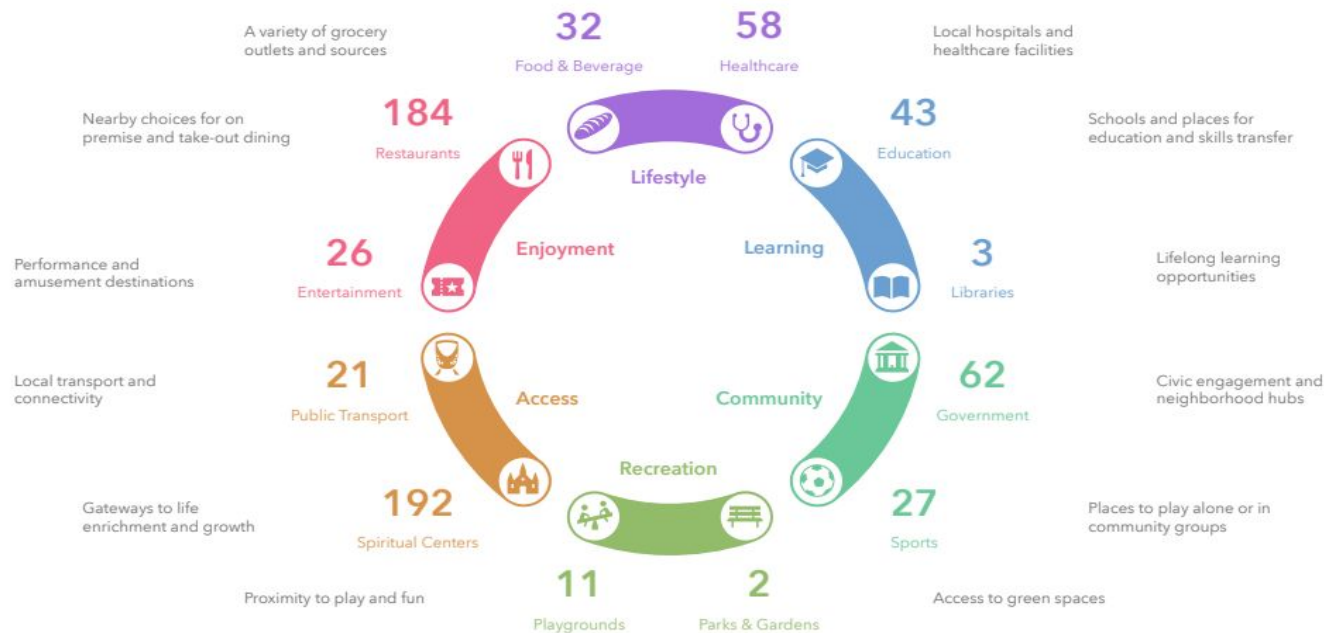 A variety of grocery
outlets and sources
32
Food & Beverage
58
Healthcare
Local hospitals and
healthcare facilities
Nearby choices for on
premise and take-out dining
184
Restaurants
43
Education
Schools and places for
education and skills transfer
Lifestyle
Enjoyment
Learning
Performance and
amusement destinations
26
Entertainment
3
Libraries
Lifelong learning
opportunities
Local transport and
connectivity
21
Public Transport
Access
Community
62
Government
Civic engagement and
neighborhood hubs
Recreation
Gateways to life
enrichment and growth
192
Spiritual Centers
27
Sports
Places to play alone or in
community groups
Proximity to play and fun
11
Playgrounds
2
Parks & Gardens
Access to green spaces